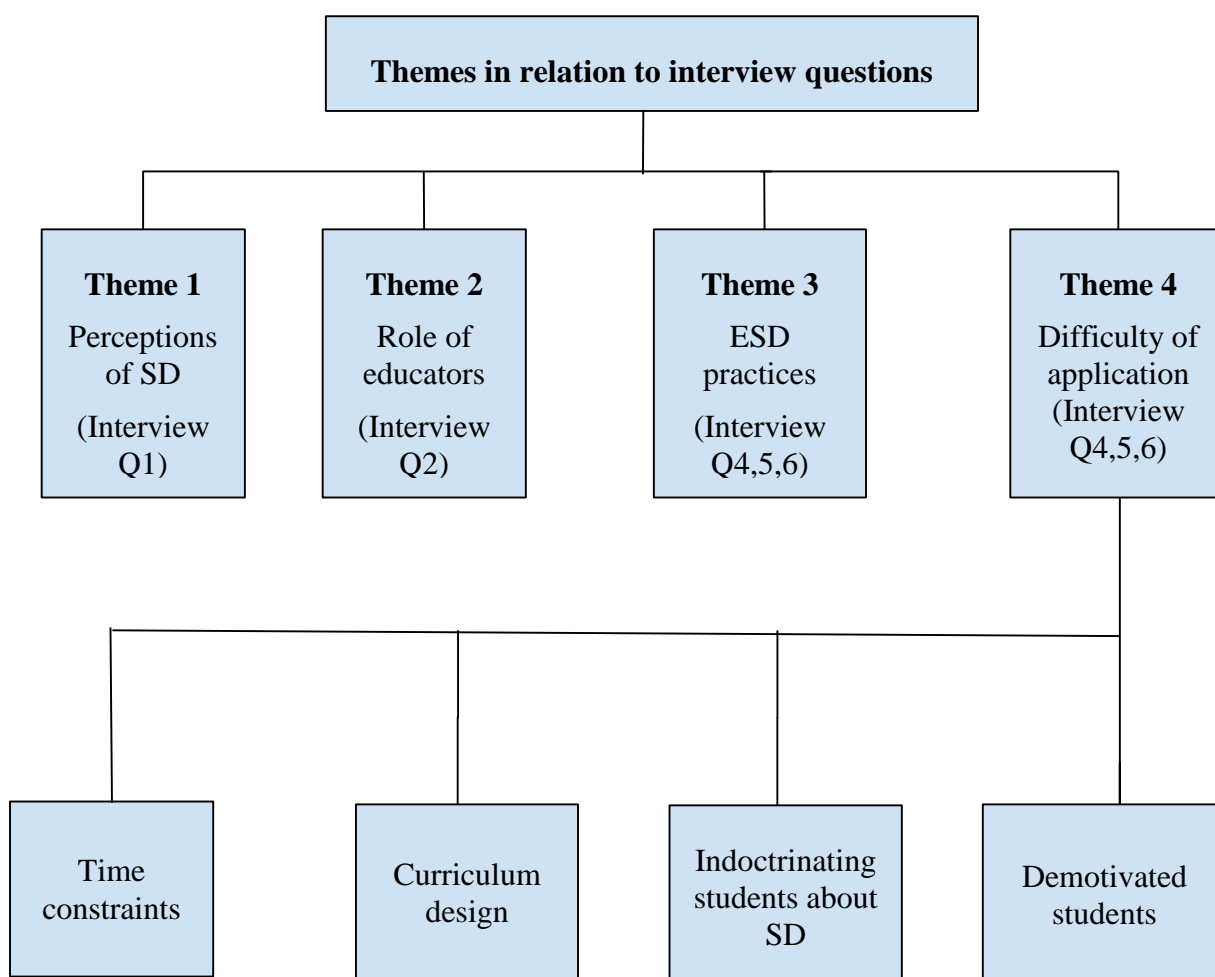 Themes in relation to interview questions
Theme 1
Perceptions
of SD
(Interview
Q1)
Theme 2
Role of
educators
(Interview
Q2)
Theme 3
ESD
practices
(Interview
Q4,5,6)
Theme 4
Difficulty of
application
(Interview
Q4,5,6)
Time
constraints
Curriculum
design
Indoctrinating
students about
SD
Demotivated
students